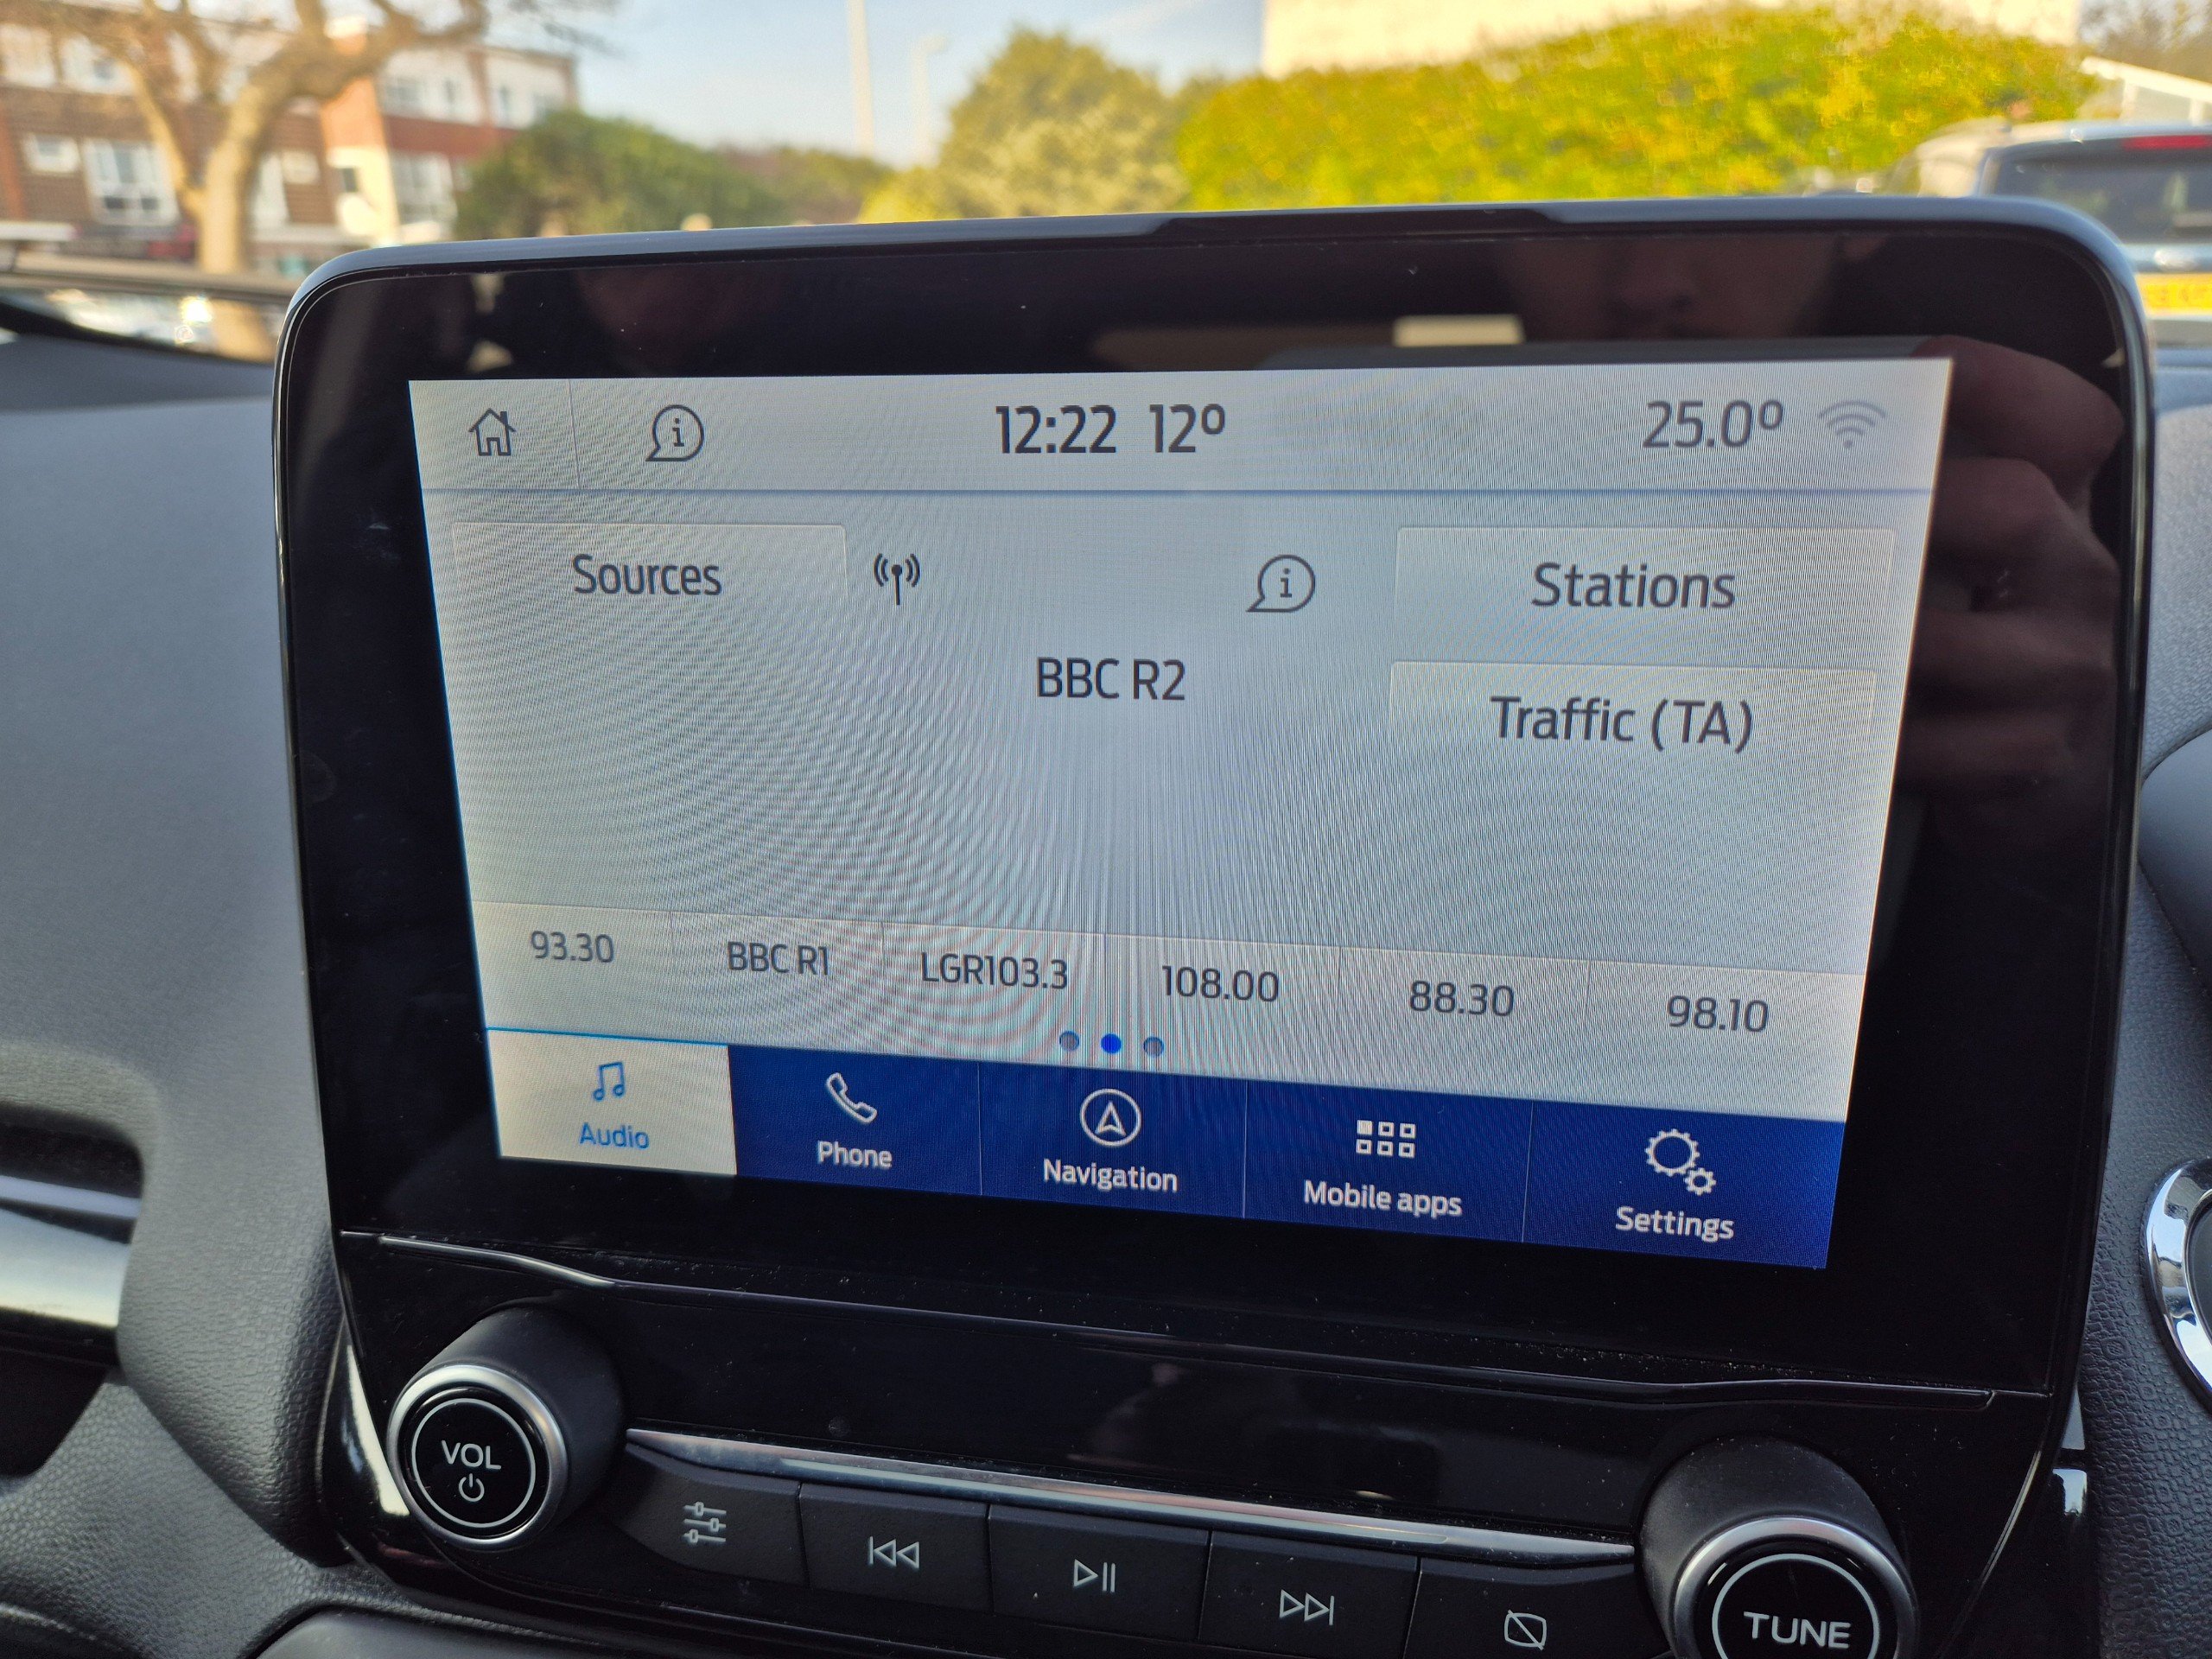 12:22 12° 25.0°
Sources
Stations
BBC R2
Traffic (TA)
93.30 BBC R1 LGR103.3 108.00 88.30 98.10
Audio Phone Navigation Mobile apps Settings
VOL
TUNE